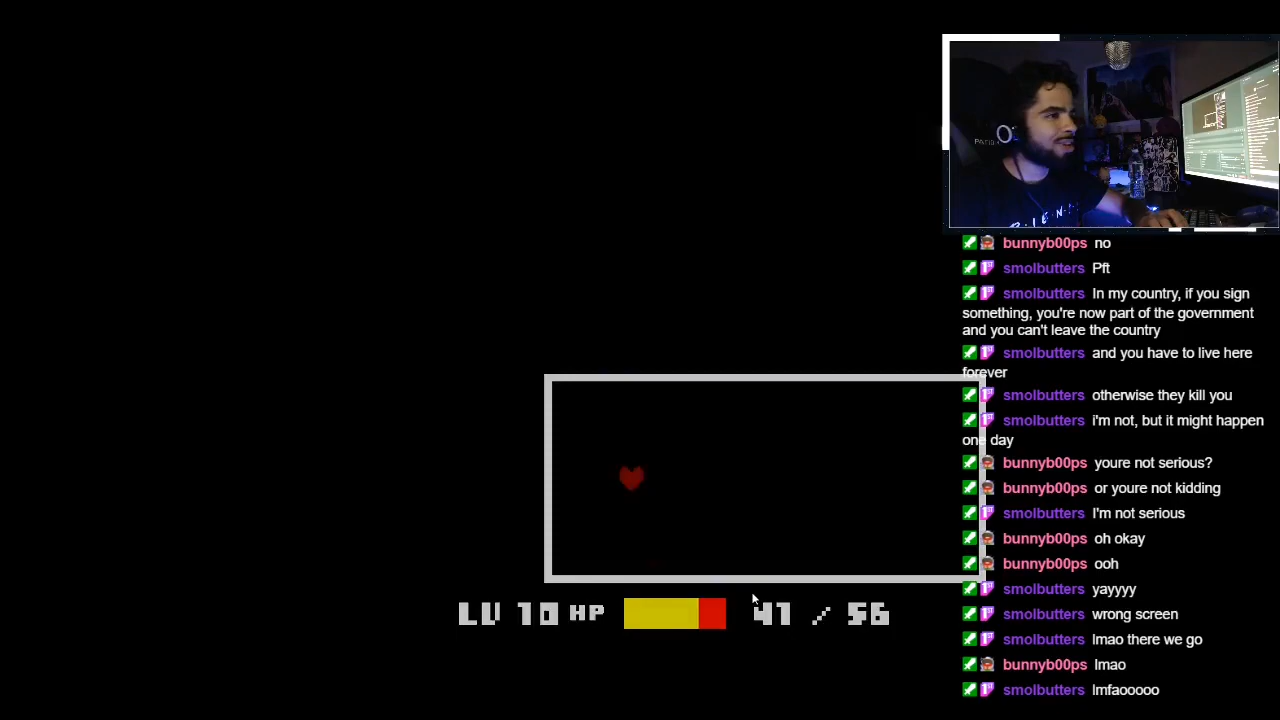 bunnyb00ps no
smolbutters Pft
smolbutters In my country, if you sign
something, you're now part of the government
and you can't leave the country
smolbutters and you have to live here
forever
smolbutters otherwise they kill you
smolbutters i'm not, but it might happen
one day
bunnyb00ps youre not serious?
bunnyb00ps or youre not kidding
smolbutters I'm not serious
bunnyb00ps oh okay
bunnyb00ps ooh
smolbutters yayyyy
smolbutters wrong screen
smolbutters lmao there we go
bunnyb00ps lmao
smolbutters lmfaooooo
LV 10 HP 41 / 56